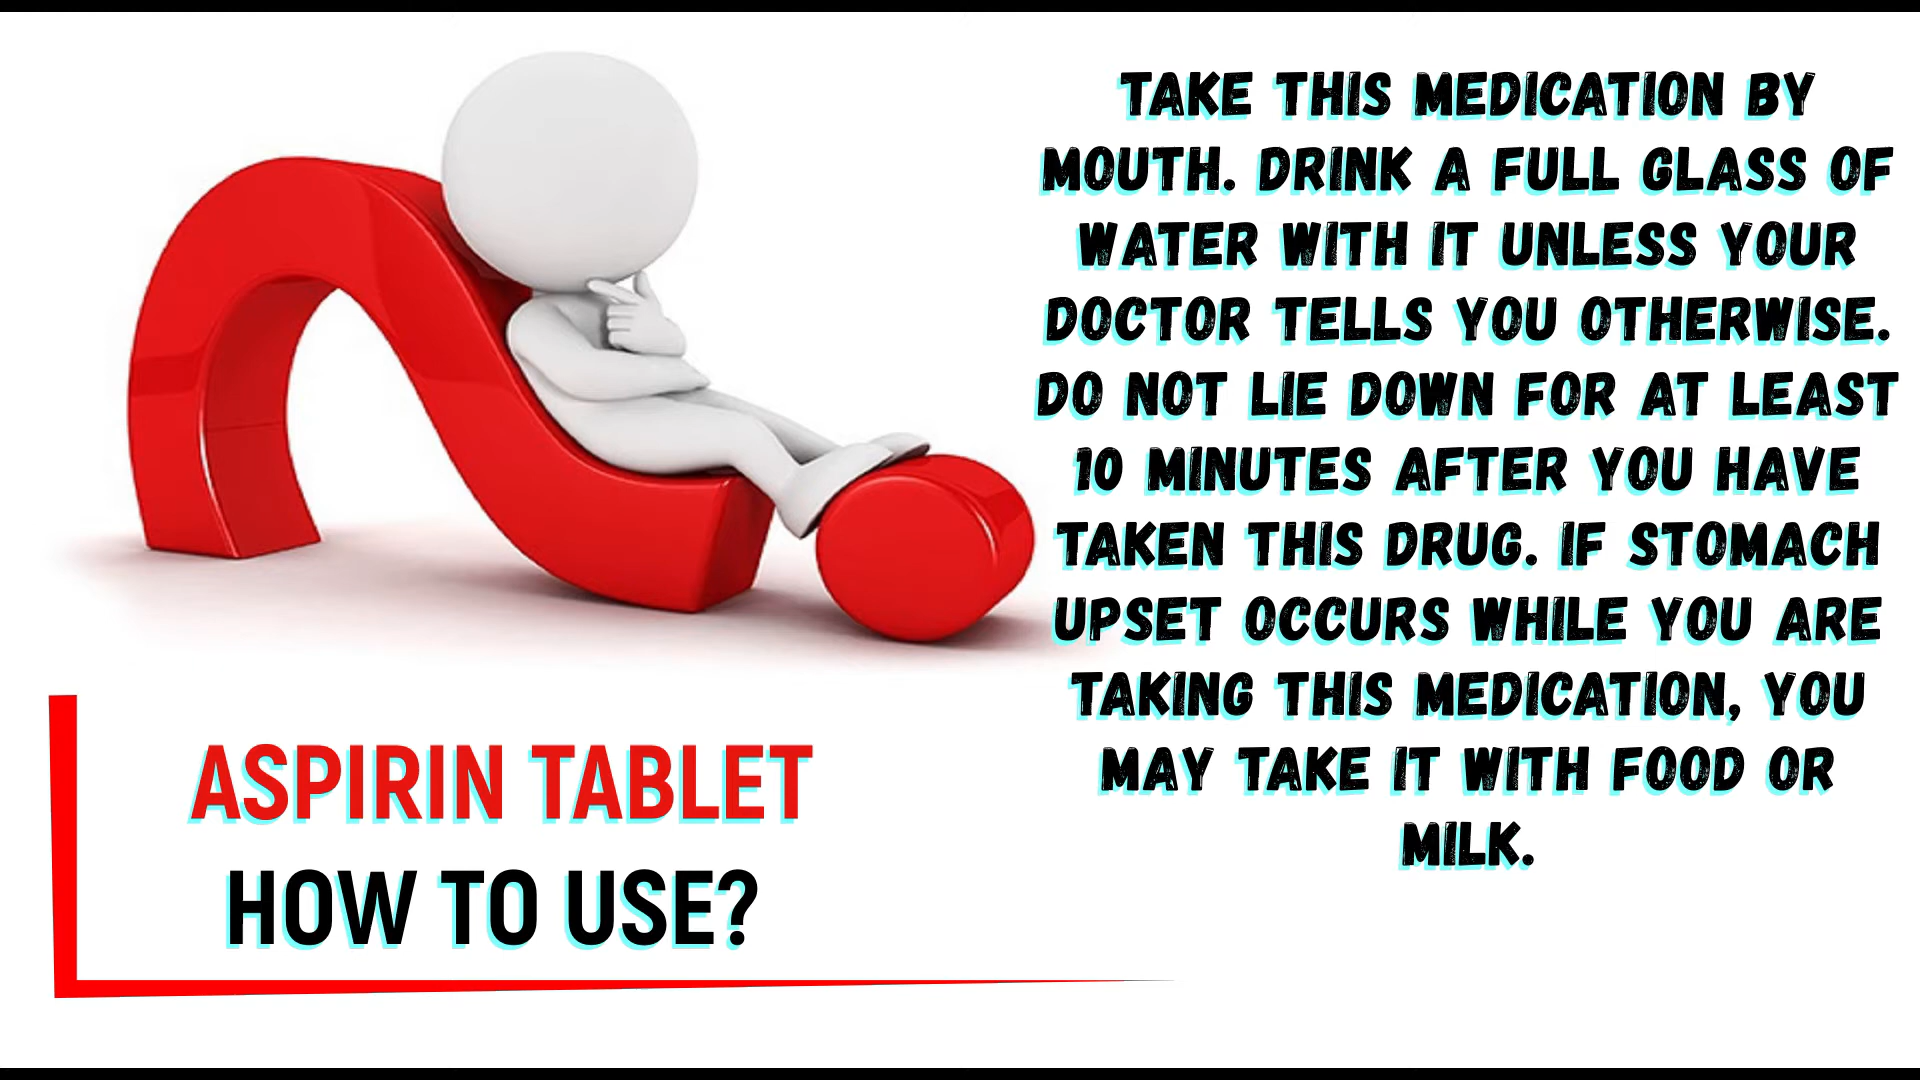 TAKE THIS MEDICATION BY
MOUTH. DRINK A FULL GLASS OF
WATER WITH IT UNLESS YOUR
DOCTOR TELLS YOU OTHERWISE.
DO NOT LIE DOWN FOR AT LEAST
10 MINUTES AFTER YOU HAVE
TAKEN THIS DRUG. IF STOMACH
UPSET OCCURS WHILE YOU ARE
TAKING THIS MEDICATION, YOU
MAY TAKE IT WITH FOOD OR
MILK.
ASPIRIN TABLET
HOW TO USE?